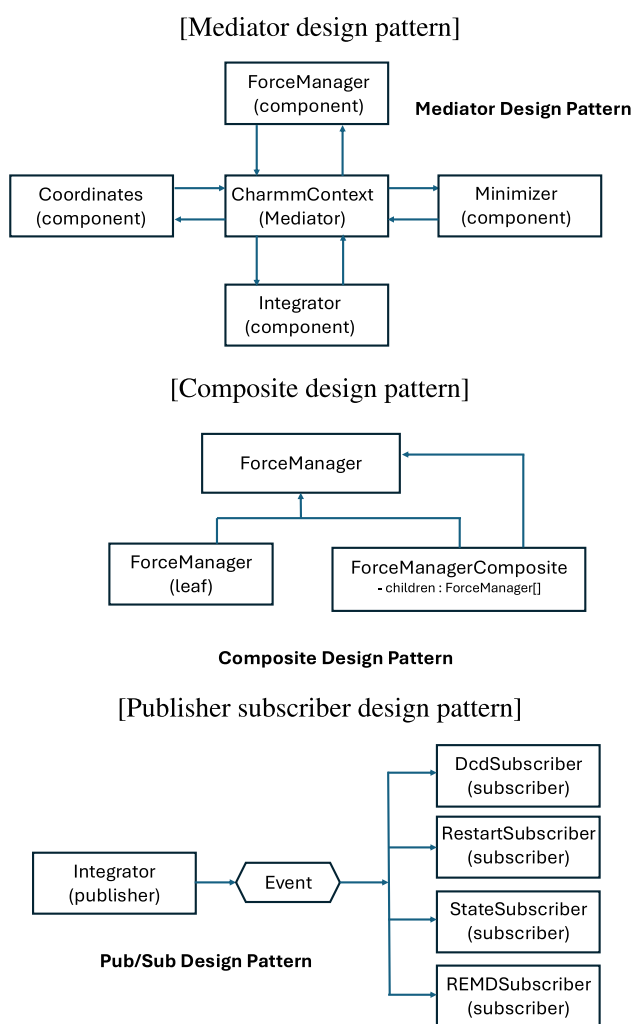 [Mediator design pattern]
ForceManager
(component)
Mediator Design Pattern
Coordinates
(component)
CharmmContext
(Mediator)
Minimizer
(component)
Integrator
(component)
[Composite design pattern]
ForceManager
ForceManager
(leaf)
ForceManagerComposite
- children : ForceManager[]
Composite Design Pattern
[Publisher subscriber design pattern]
DcdSubscriber
(subscriber)
RestartSubscriber
(subscriber)
Integrator
(publisher)
Event
StateSubscriber
(subscriber)
Pub/Sub Design Pattern
REMDSubscriber
(subscriber)